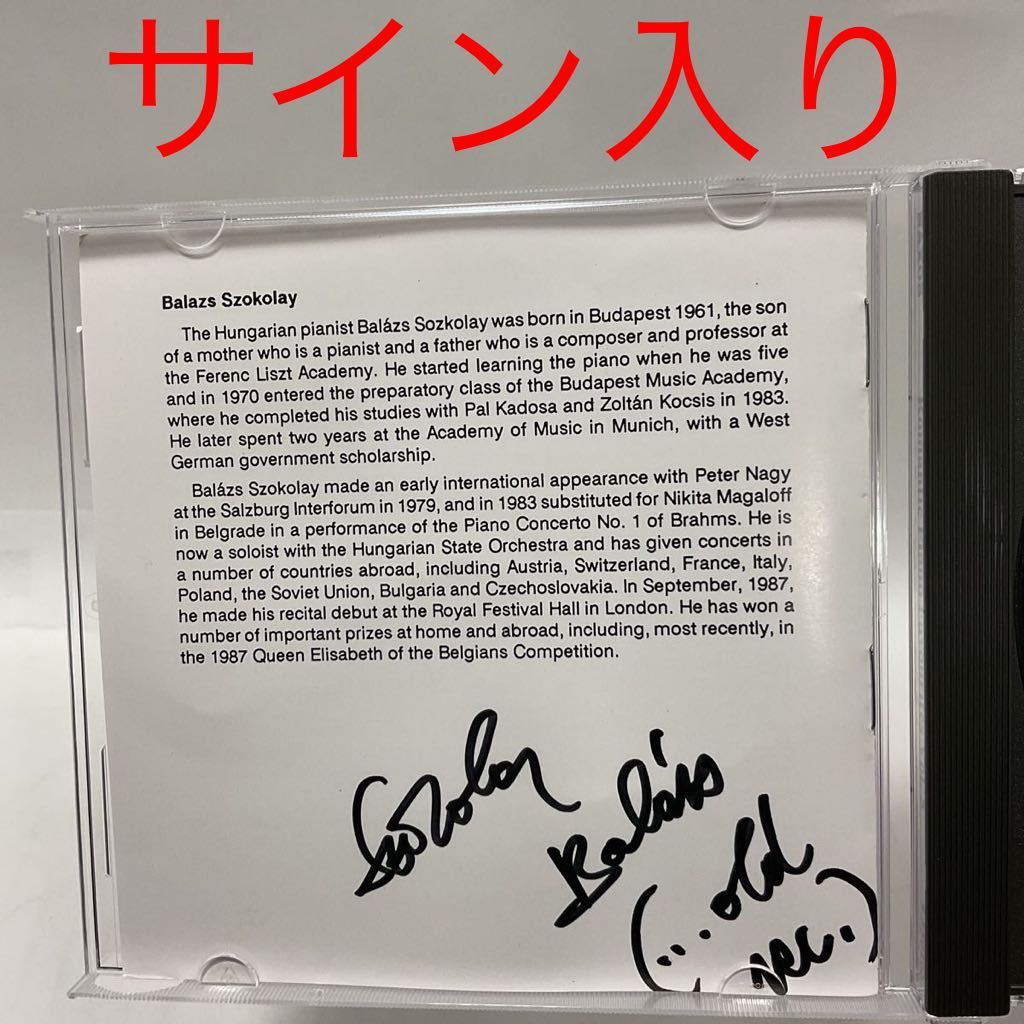 サイン入り
Balazs Szokolay
The Hungarian pianist Balázs Sozkolay was born in Budapest 1961, the son
of a mother who is a pianist and a father who is a composer and professor at
the Ferenc Liszt Academy. He started learning the piano when he was five
and in 1970 entered the preparatory class of the Budapest Music Academy,
where he completed his studies with Pal Kadosa and Zoltán Kocsis in 1983.
He later spent two years at the Academy of Music in Munich, with a West
German government scholarship.
Balázs Szokolay made an early international appearance with Peter Nagy
at the Salzburg Interforum in 1979, and in 1983 substituted for Nikita Magaloff
in Belgrade in a performance of the Piano Concerto No. 1 of Brahms. He is
now a soloist with the Hungarian State Orchestra and has given concerts in
a number of countries abroad, including Austria, Switzerland, France, Italy,
Poland, the Soviet Union, Bulgaria and Czechoslovakia. In September, 1987,
he made his recital debut at the Royal Festival Hall in London. He has won a
number of important prizes at home and abroad, including, most recently, in
the 1987 Queen Elisabeth of the Belgians Competition.
Szokolay
Balázs
(...old
rec.)